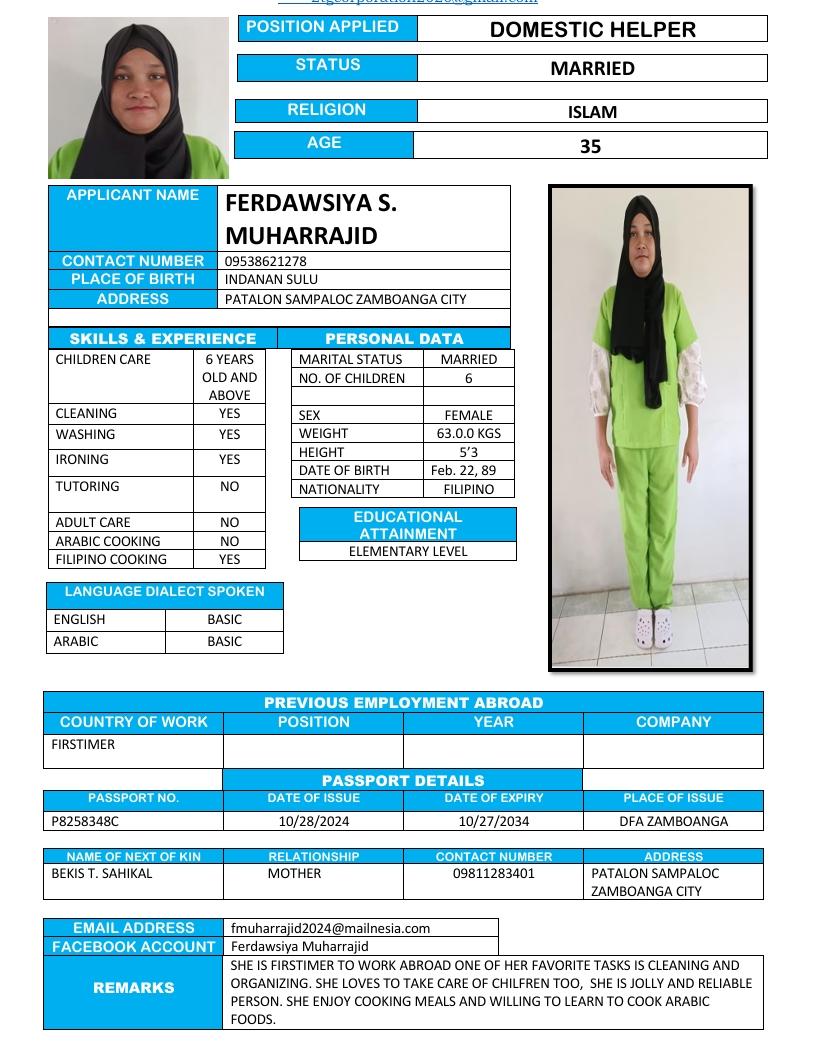 2tgcorporation2020@gmail.com
POSITION APPLIED DOMESTIC HELPER
STATUS MARRIED
RELIGION ISLAM
AGE 35
APPLICANT NAME FERDAWSIYA S.
MUHARRAJID
CONTACT NUMBER 09538621278
PLACE OF BIRTH INDANAN SULU
ADDRESS PATALON SAMPALOC ZAMBOANGA CITY
SKILLS & EXPERIENCE
CHILDREN CARE 6 YEARS
OLD AND
ABOVE
CLEANING YES
WASHING YES
IRONING YES
TUTORING NO
ADULT CARE NO
ARABIC COOKING NO
FILIPINO COOKING YES
PERSONAL DATA
MARITAL STATUS MARRIED
NO. OF CHILDREN 6
SEX FEMALE
WEIGHT 63.0.0 KGS
HEIGHT 5’3
DATE OF BIRTH Feb. 22, 89
NATIONALITY FILIPINO
EDUCATIONAL
ATTAINMENT
ELEMENTARY LEVEL
LANGUAGE DIALECT SPOKEN
ENGLISH BASIC
ARABIC BASIC
PREVIOUS EMPLOYMENT ABROAD
COUNTRY OF WORK POSITION YEAR COMPANY
FIRSTIMER
PASSPORT DETAILS
PASSPORT NO. DATE OF ISSUE DATE OF EXPIRY PLACE OF ISSUE
P8258348C 10/28/2024 10/27/2034 DFA ZAMBOANGA
NAME OF NEXT OF KIN RELATIONSHIP CONTACT NUMBER ADDRESS
BEKIS T. SAHIKAL MOTHER 09811283401 PATALON SAMPALOC
ZAMBOANGA CITY
EMAIL ADDRESS fmuharrajid2024@mailnesia.com
FACEBOOK ACCOUNT Ferdawsiya Muharrajid
REMARKS
SHE IS FIRSTIMER TO WORK ABROAD ONE OF HER FAVORITE TASKS IS CLEANING AND
ORGANIZING. SHE LOVES TO TAKE CARE OF CHILFREN TOO, SHE IS JOLLY AND RELIABLE
PERSON. SHE ENJOY COOKING MEALS AND WILLING TO LEARN TO COOK ARABIC
FOODS.